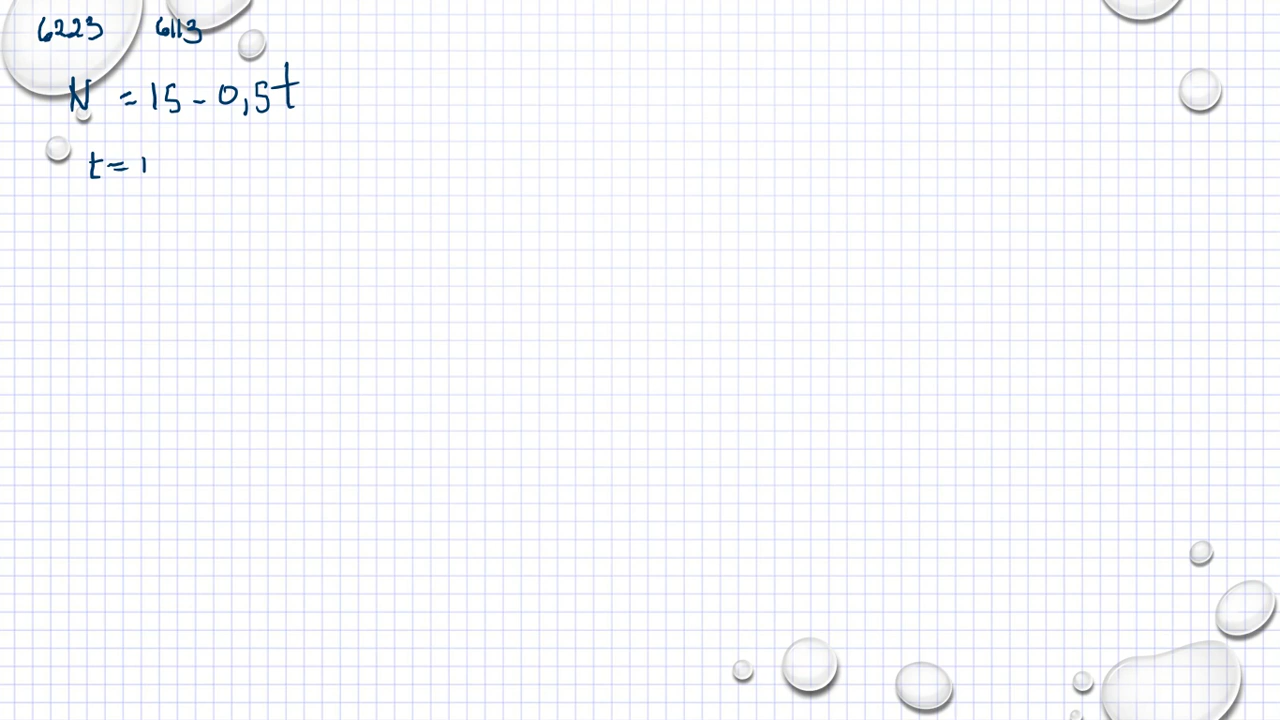 6223 6113
N = 15 - 0,5t
t = 1